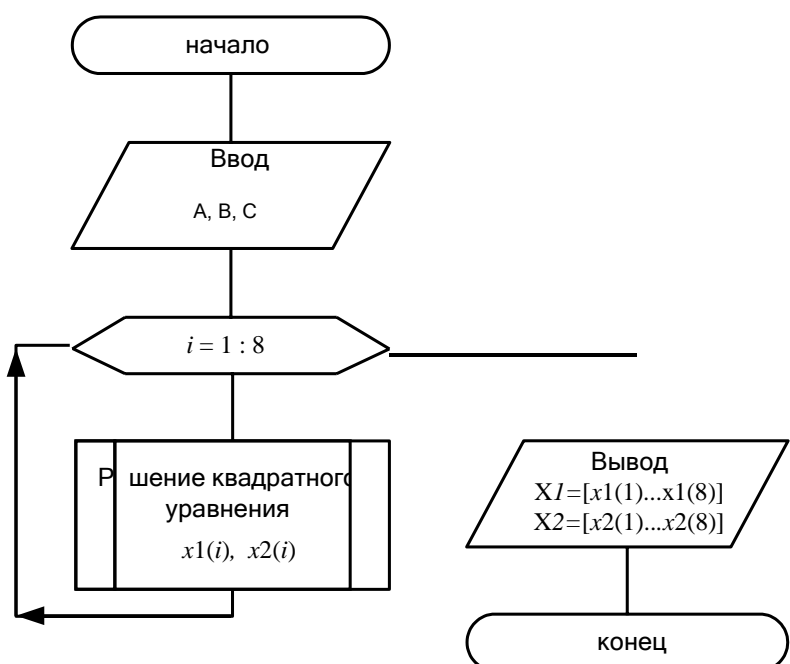 начало
Ввод
А, В, С
i = 1 : 8
Р шение квадратного
уравнения
x1(i), x2(i)
Вывод
X1=[x1(1)...x1(8)]
X2=[x2(1)...x2(8)]
конец